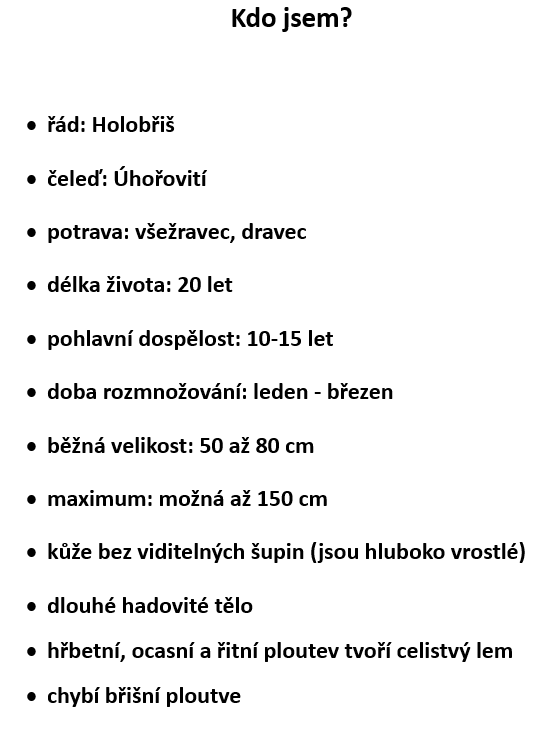 Kdo jsem?
• řád: Holobřiš
• čeleď: Úhořovití
• potrava: všežravec, dravec
• délka života: 20 let
• pohlavní dospělost: 10-15 let
• doba rozmnožování: leden - březen
• běžná velikost: 50 až 80 cm
• maximum: možná až 150 cm
• kůže bez viditelných šupin (jsou hluboko vrostlé)
• dlouhé hadovité tělo
• hřbetní, ocasní a řitní ploutev tvoří celistvý lem
• chybí břišní ploutve